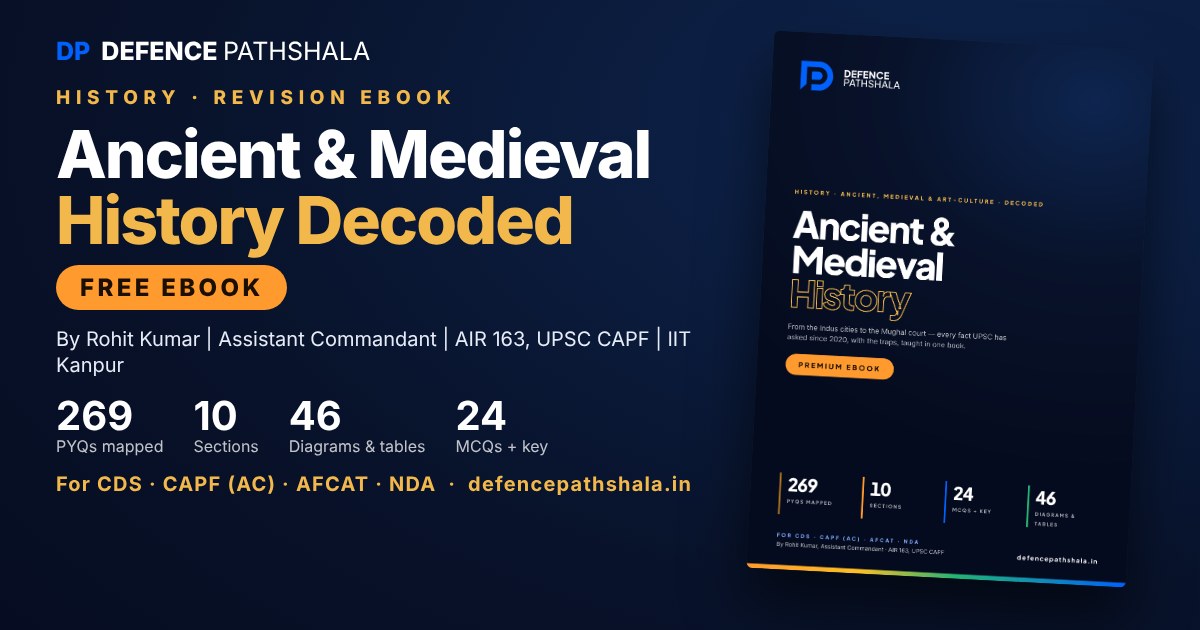 DP DEFENCE PATHSHALA
HISTORY · REVISION EBOOK
Ancient & Medieval
History Decoded
FREE EBOOK
By Rohit Kumar | Assistant Commandant | AIR 163, UPSC CAPF | IIT
Kanpur
269 10 46 24
PYQs mapped Sections Diagrams & tables MCQs + key
For CDS · CAPF (AC) · AFCAT · NDA · defencepathshala.in
DEFENCE
PATHSHALA
HISTORY · ANCIENT, MEDIEVAL & ART-CULTURE · DECODED
Ancient &
Medieval
History
From the Indus cities to the Mughal court — every fact UPSC has
asked since 2020, with the traps, taught in one book.
PREMIUM EBOOK
269 10 24 46
PYQS MAPPED SECTIONS MCQS + KEY DIAGRAMS &
TABLES
FOR CDS · CAPF (AC) · AFCAT · NDA
By Rohit Kumar, Assistant Commandant · AIR 163, UPSC CAPF
defencepathshala.in